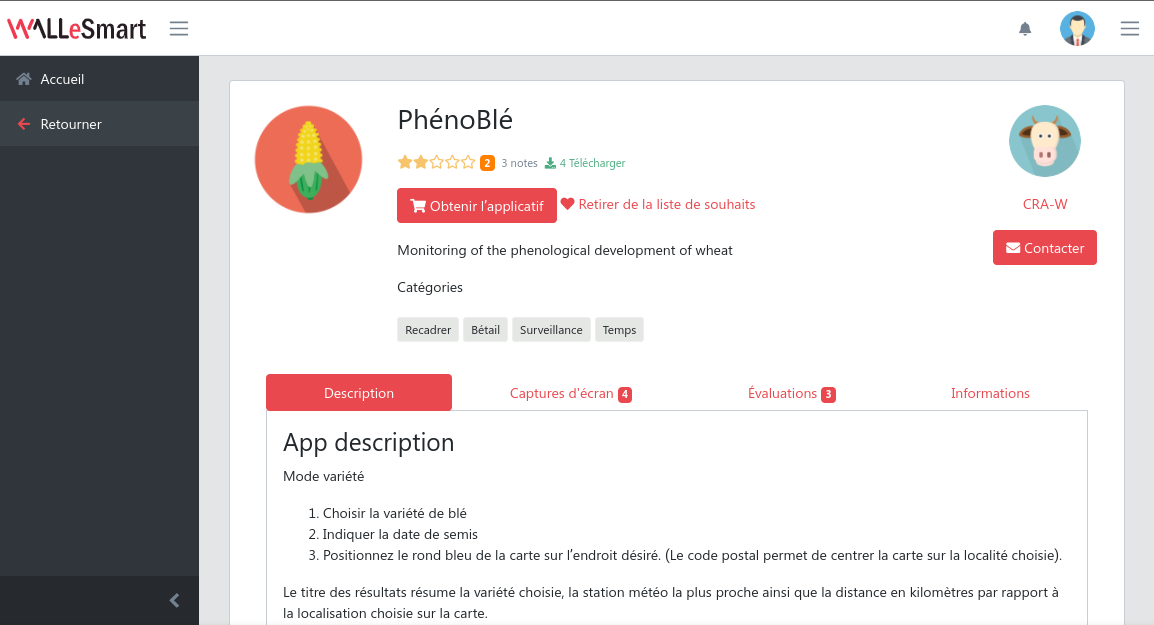 WALLeSmart
Accueil
Retourner
PhénoBlé
2 3 notes 4 Télécharger
Obtenir l'applicatif Retirer de la liste de souhaits
CRA-W
Contacter
Monitoring of the phenological development of wheat
Catégories
Recadrer Bétail Surveillance Temps
Description Captures d'écran 4 Évaluations 3 Informations
App description
Mode variété
1. Choisir la variété de blé
2. Indiquer la date de semis
3. Positionnez le rond bleu de la carte sur l'endroit désiré. (Le code postal permet de centrer la carte sur la localité choisie).
Le titre des résultats résume la variété choisie, la station météo la plus proche ainsi que la distance en kilomètres par rapport à
la localisation choisie sur la carte.